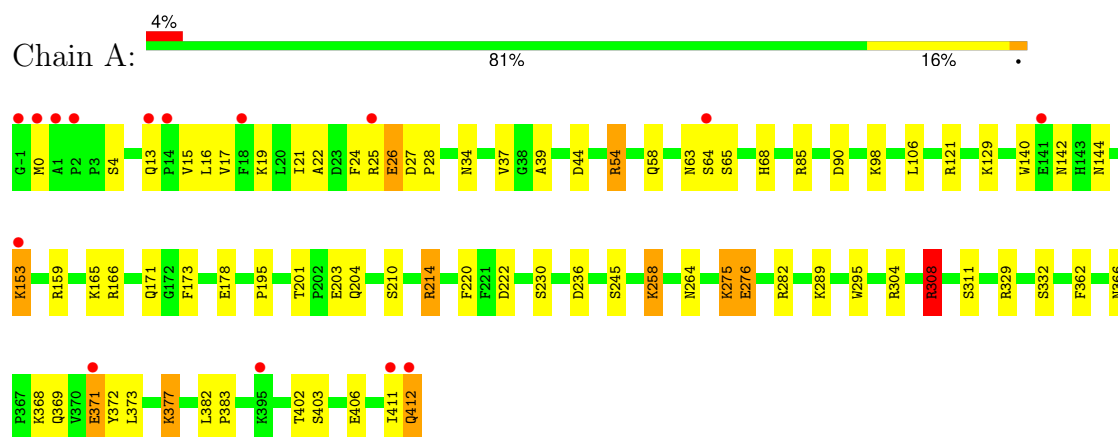 4%
Chain A:
81% 16% •
G-1 M0 A1 P2 P3 S4 Q13 P14 V15 L16 V17 F18 K19 L20 I21 A22 D23 F24 R25 E26 D27 P28 N34 V37 G38 A39 D44 R54 Q58 N63 S64 S65 H68 R85 D90 K98 L106 R121 K129 W140 E141 N142 H143 N144
K153 R159 K165 R166 Q171 G172 F173 E178 P195 T201 P202 E203 Q204 S210 R214 F220 F221 D222 S230 D236 S245 K258 N264 K275 E276 R282 K289 W295 R304 R308 S311 R329 S332 F362 N366
P367 K368 Q369 V370 E371 Y372 L373 K377 L382 P383 K395 T402 S403 E406 I411 Q412